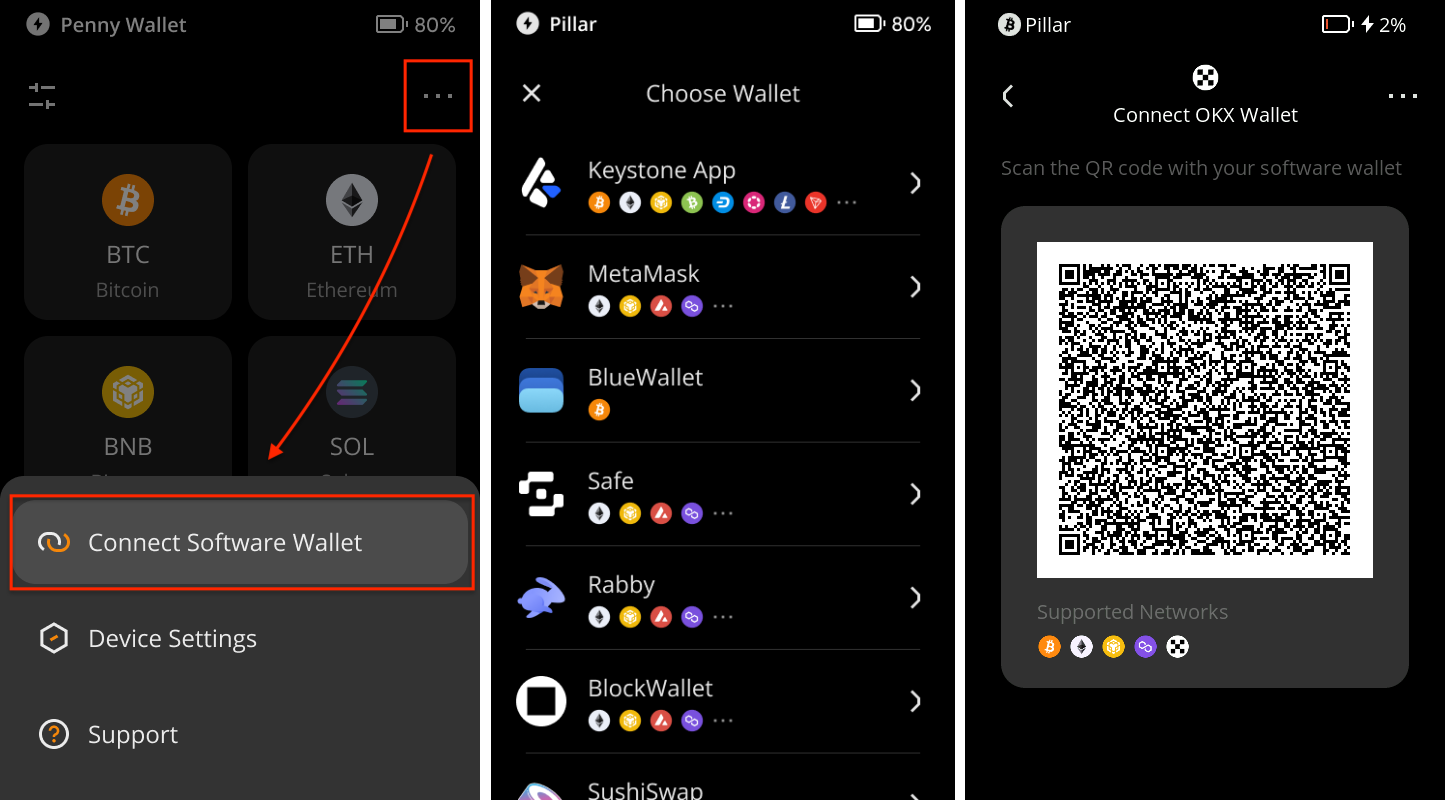 Penny Wallet 80%
...
BTC
Bitcoin
ETH
Ethereum
BNB
SOL
Connect Software Wallet
Device Settings
Support
Pillar 80%
Choose Wallet
Keystone App
...
MetaMask
...
BlueWallet
Safe
...
Rabby
...
BlockWallet
...
SushiSwap
Pillar 2%
Connect OKX Wallet
...
Scan the QR code with your software wallet
Supported Networks